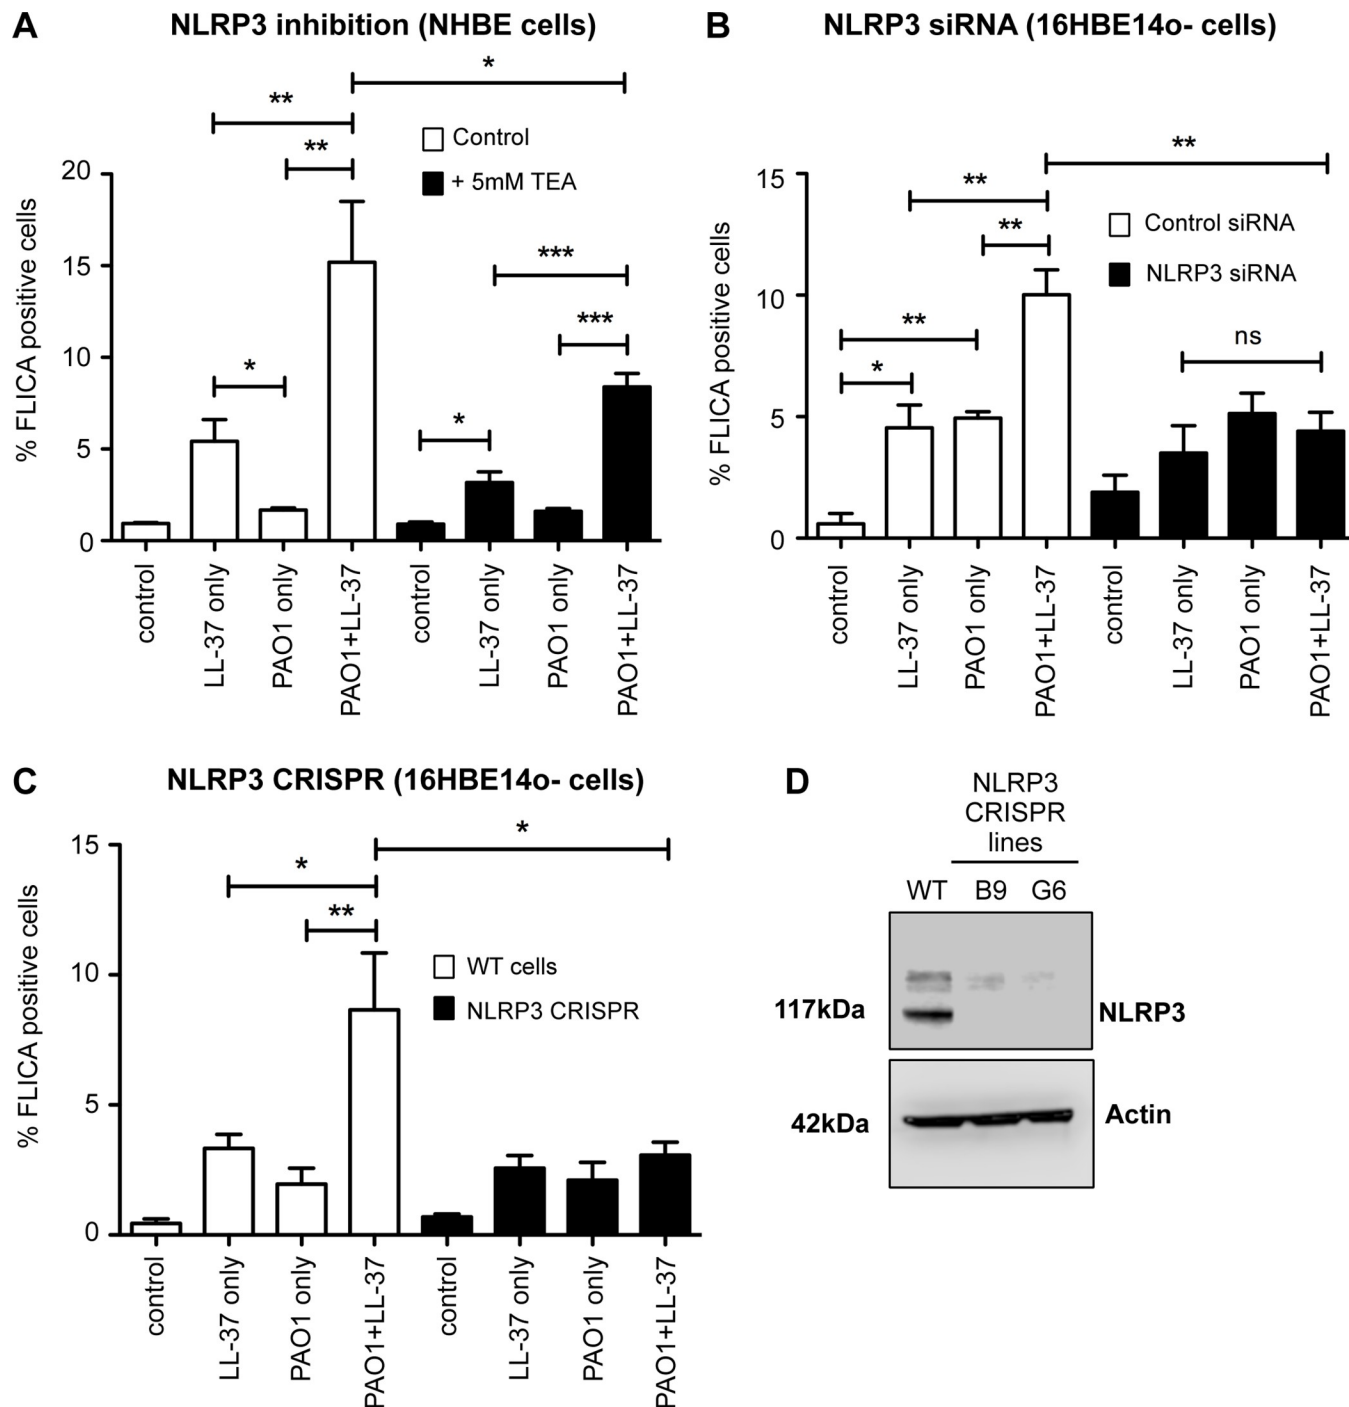 A
NLRP3 inhibition (NHBE cells)
*
**
**
Control
+ 5mM TEA
***
***
*
*
% FLICA positive cells
20
15
10
5
0
control
LL-37 only
PAO1 only
PAO1+LL-37
control
LL-37 only
PAO1 only
PAO1+LL-37
B
NLRP3 siRNA (16HBE14o- cells)
**
**
**
Control siRNA
NLRP3 siRNA
**
*
ns
% FLICA positive cells
15
10
5
0
control
LL-37 only
PAO1 only
PAO1+LL-37
control
LL-37 only
PAO1 only
PAO1+LL-37
C
NLRP3 CRISPR (16HBE14o- cells)
*
*
**
WT cells
NLRP3 CRISPR
% FLICA positive cells
15
10
5
0
control
LL-37 only
PAO1 only
PAO1+LL-37
control
LL-37 only
PAO1 only
PAO1+LL-37
D
NLRP3
CRISPR
lines
WT B9 G6
117kDa
NLRP3
42kDa
Actin